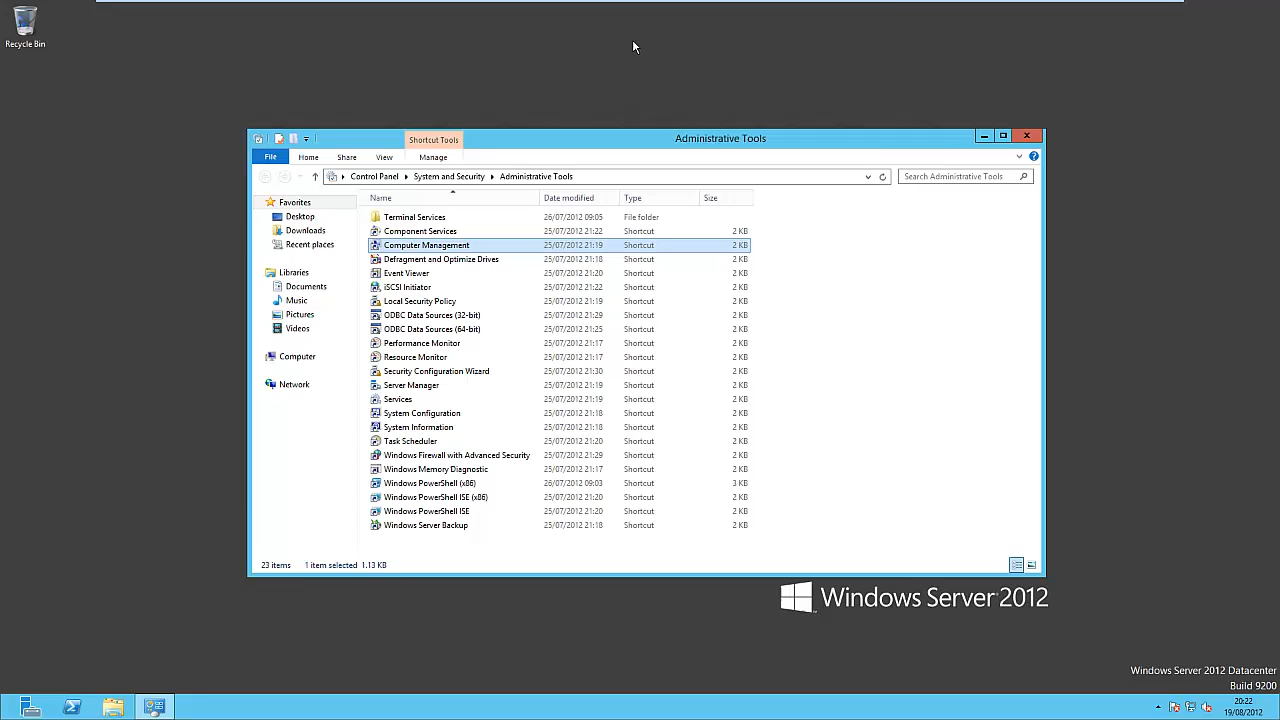 Recycle Bin
Shortcut Tools
Administrative Tools
File Home Share View Manage
Control Panel System and Security Administrative Tools Search Administrative Tools
Name Date modified Type Size
Favorites
Desktop
Downloads
Recent places
Libraries
Documents
Music
Pictures
Videos
Computer
Network
Terminal Services 26/07/2012 09:05 File folder
Component Services 25/07/2012 21:22 Shortcut 2 KB
Computer Management 25/07/2012 21:19 Shortcut 2 KB
Defragment and Optimize Drives 25/07/2012 21:18 Shortcut 2 KB
Event Viewer 25/07/2012 21:20 Shortcut 2 KB
iSCSI Initiator 25/07/2012 21:22 Shortcut 2 KB
Local Security Policy 25/07/2012 21:19 Shortcut 2 KB
ODBC Data Sources (32-bit) 25/07/2012 21:29 Shortcut 2 KB
ODBC Data Sources (64-bit) 25/07/2012 21:25 Shortcut 2 KB
Performance Monitor 25/07/2012 21:17 Shortcut 2 KB
Resource Monitor 25/07/2012 21:17 Shortcut 2 KB
Security Configuration Wizard 25/07/2012 21:30 Shortcut 2 KB
Server Manager 25/07/2012 21:19 Shortcut 2 KB
Services 25/07/2012 21:19 Shortcut 2 KB
System Configuration 25/07/2012 21:18 Shortcut 2 KB
System Information 25/07/2012 21:18 Shortcut 2 KB
Task Scheduler 25/07/2012 21:20 Shortcut 2 KB
Windows Firewall with Advanced Security 25/07/2012 21:29 Shortcut 2 KB
Windows Memory Diagnostic 25/07/2012 21:17 Shortcut 2 KB
Windows PowerShell (x86) 26/07/2012 09:03 Shortcut 3 KB
Windows PowerShell ISE (x86) 25/07/2012 21:20 Shortcut 2 KB
Windows PowerShell ISE 25/07/2012 21:20 Shortcut 2 KB
Windows Server Backup 25/07/2012 21:18 Shortcut 2 KB
23 items 1 item selected 1.13 KB
Windows Server 2012
Windows Server 2012 Datacenter
Build 9200
20:22
19/08/2012